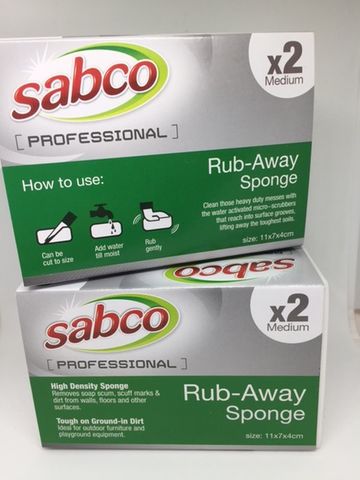 sabco
x2
Medium
[ PROFESSIONAL ]
Rub-Away
Sponge
How to use:
Clean those heavy duty messes with
the water activated micro-scrubbers
that reach into surface grooves,
lifting away the toughest soils.
size: 11x7x4cm
Can be
cut to size
Add water
till moist
Rub
gently
sabco
x2
Medium
[ PROFESSIONAL ]
High Density Sponge
Removes soap scum, scuff marks &
dirt from walls, floors and other
surfaces.
Tough on Ground-in Dirt
Ideal for outdoor furniture and
playground equipment.
Rub-Away
Sponge
size: 11x7x4cm